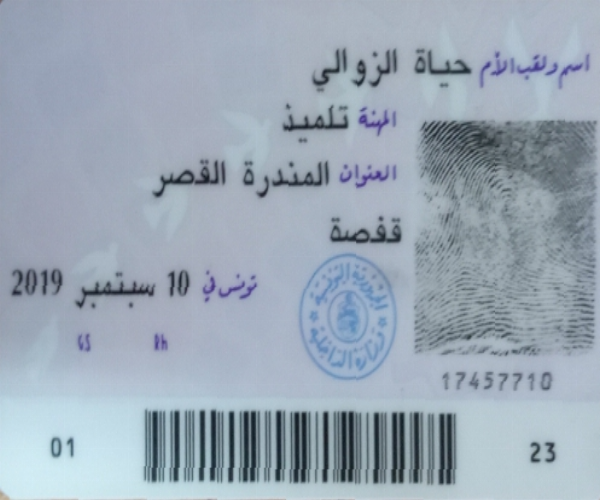 اسم ولقب الأم حياة الزوالي
المهنة تلميذ
العنوان المندرة القصر
قفصة
تونس في 10 سبتمبر 2019
GS Rh
الجمهورية التونسية
وزارة الداخلية
17457710
01 23